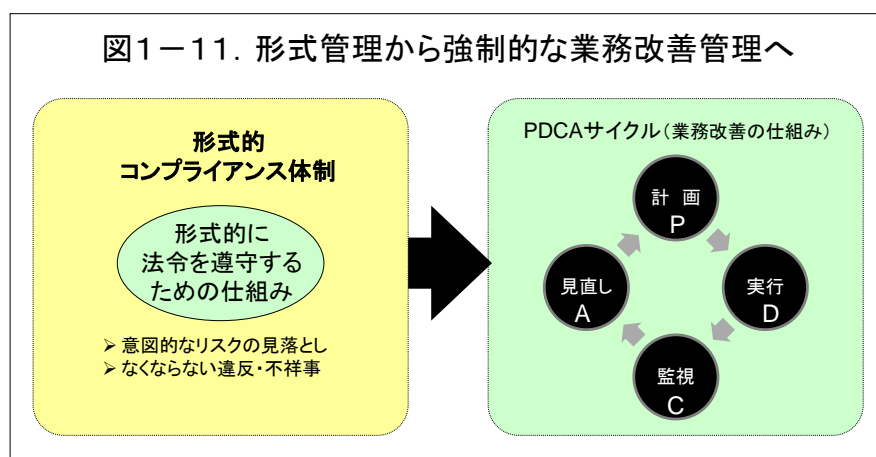 図1－11．形式管理から強制的な業務改善管理へ
形式的
コンプライアンス体制
形式的に
法令を遵守する
ための仕組み
➢ 意図的なリスクの見落とし
➢ なくならない違反・不祥事
PDCAサイクル（業務改善の仕組み）
計 画
P
実行
D
監視
C
見直し
A